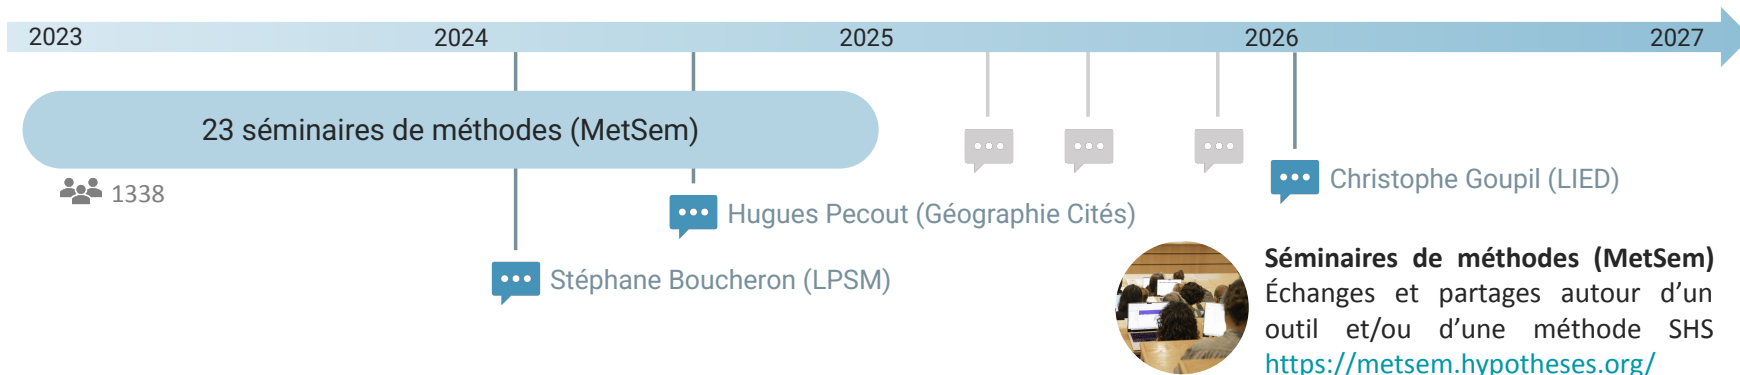 2023 2024 2025 2026 2027
23 séminaires de méthodes (MetSem)
1338
Christophe Goupil (LIED)
Hugues Pecout (Géographie Cités)
Stéphane Boucheron (LPSM)
Séminaires de méthodes (MetSem)
Échanges et partages autour d’un
outil et/ou d’une méthode SHS
https://metsem.hypotheses.org/